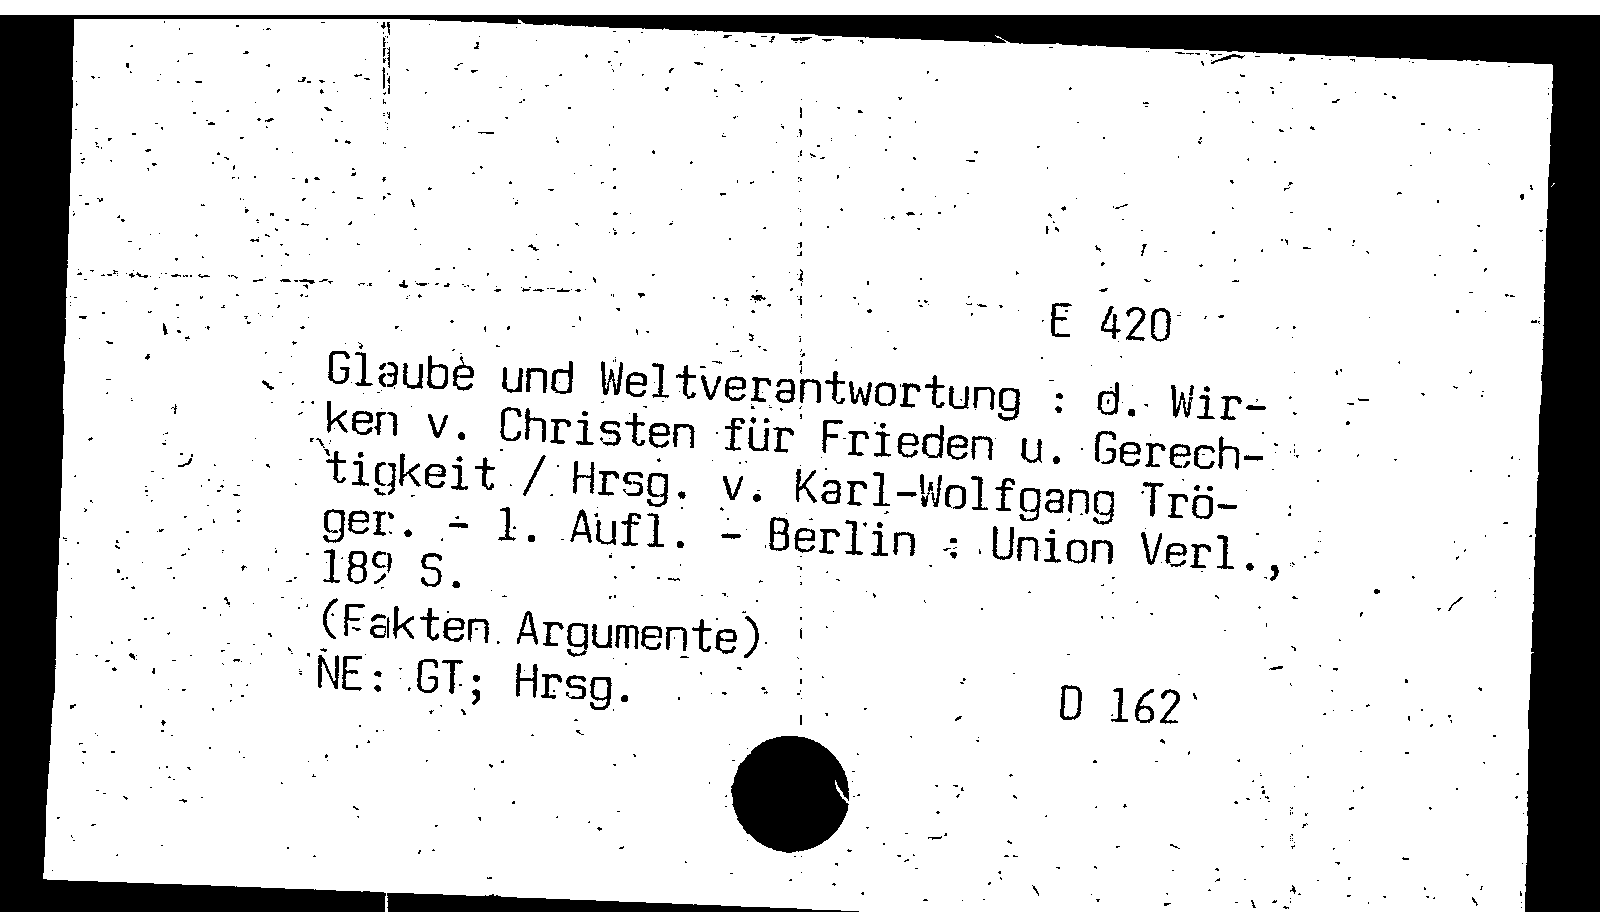 E 420
Glaube und Weltverantwortung : d. Wir-
ken v. Christen für Frieden u. Gerech-
tigkeit / Hrsg. v. Karl-Wolfgang Trö-
ger. - 1. Aufl. - Berlin : Union Verl.,
189 S.
(Fakten Argumente)
NE: GT; Hrsg.
D 162